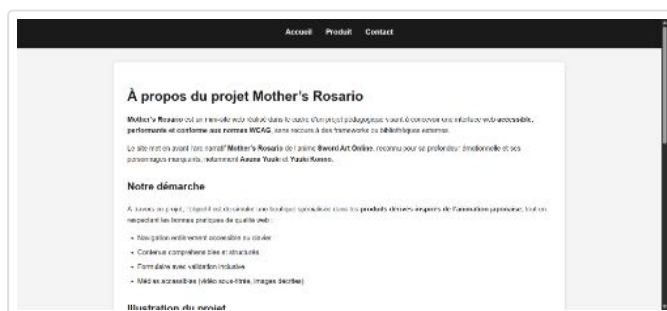 Accueil Produit Contact
À propos du projet Mother's Rosario
Mother's Rosario est un mini-site web réalisé dans le cadre d'un projet pédagogique visant à concevoir une interface web accessible,
performante et conforme aux normes WCAG, sans recours à des frameworks ou bibliothèques externes.
Le site met en avant l'arc narratif Mother's Rosario de l'anime Sword Art Online, reconnu pour sa profondeur émotionnelle et ses
personnages marquants, notamment Asuna Yuuki et Yuuki Konno.
Notre démarche
À travers ce projet, l'objectif est de simuler une boutique spécialisée dans les produits dérivés inspirés de l'animation japonaise, tout en
respectant les bonnes pratiques de qualité web :
• Navigation entièrement accessible au clavier
• Contenus compréhensibles et structurés
• Formulaire avec validation inclusive
• Médias accessibles (vidéo sous-titrée, images décrites)
Illustration du projet